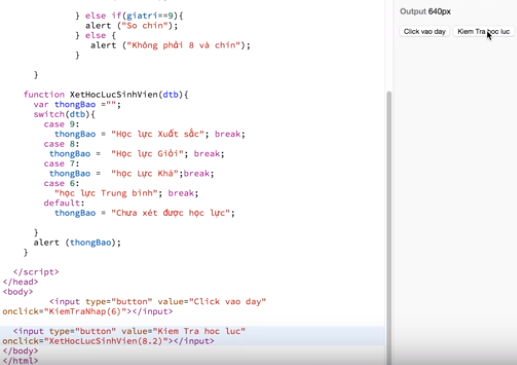 } else if(giatri==9){
alert ("So chin");
} else {
alert ("Không phải 8 và chín");
}
}
function XetHocLucSinhVien(dtb){
var thongBao ="";
switch(dtb){
case 9:
thongBao = "Học lực Xuất sắc"; break;
case 8:
thongBao = "Học lực Giỏi"; break;
case 7:
thongBao = "học Lực Khá";break;
case 6:
"học lực Trung bình"; break;
default:
thongBao = "Chưa xét được học lực";
}
alert (thongBao);
}
</script>
</head>
<body>
<input type="button" value="Click vao day"
onclick="KiemTraNhap(6)"></input>
<input type="button" value="Kiem Tra hoc luc"
onclick="XetHocLucSinhVien(8.2)"></input>
</body>
</html>
Output 640px
Click vao day Kiem Tra hoc luc